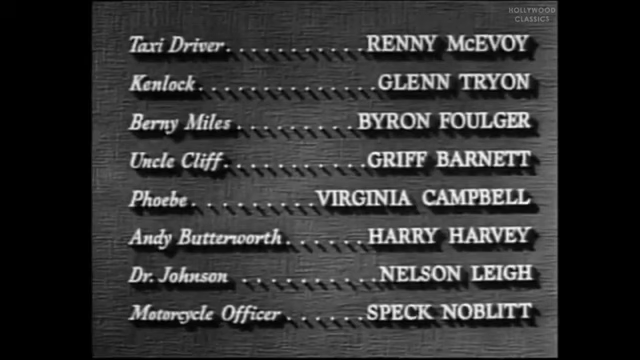 HOLLYWOOD
CLASSICS
Taxi Driver...........RENNY McEVOY
Kenlock..............GLENN TRYON
Berny Miles.........BYRON FOULGER
Uncle Cliff...........GRIFF BARNETT
Phoebe..........VIRGINIA CAMPBELL
Andy Butterworth......HARRY HARVEY
Dr. Johnson ..........NELSON LEIGH
Motorcycle Officer......SPECK NOBLITT